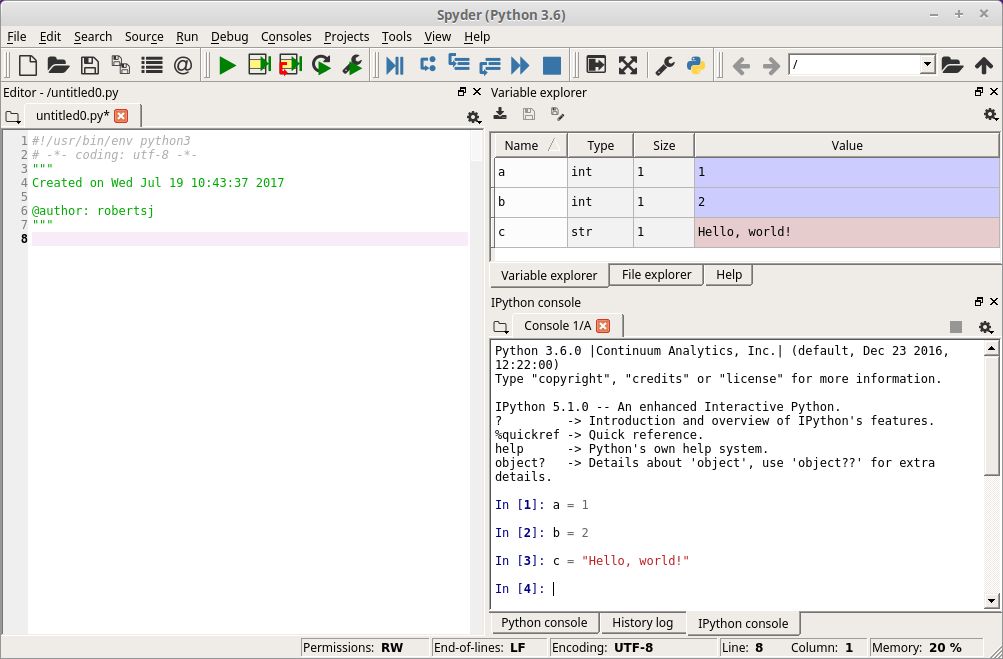 Spyder (Python 3.6)
File Edit Search Source Run Debug Consoles Projects Tools View Help
/
Editor - /untitled0.py
untitled0.py*
1 #!/usr/bin/env python3
2 # -*- coding: utf-8 -*-
3 """
4 Created on Wed Jul 19 10:43:37 2017
5
6 @author: robertsj
7 """
8
Variable explorer
Name Type Size Value
a int 1 1
b int 1 2
c str 1 Hello, world!
Variable explorer File explorer Help
IPython console
Console 1/A
Python 3.6.0 |Continuum Analytics, Inc.| (default, Dec 23 2016,
12:22:00)
Type "copyright", "credits" or "license" for more information.
IPython 5.1.0 -- An enhanced Interactive Python.
? -> Introduction and overview of IPython's features.
%quickref -> Quick reference.
help -> Python's own help system.
object? -> Details about 'object', use 'object??' for extra
details.
In [1]: a = 1
In [2]: b = 2
In [3]: c = "Hello, world!"
In [4]:
Python console History log IPython console
Permissions: RW End-of-lines: LF Encoding: UTF-8 Line: 8 Column: 1 Memory: 20 %